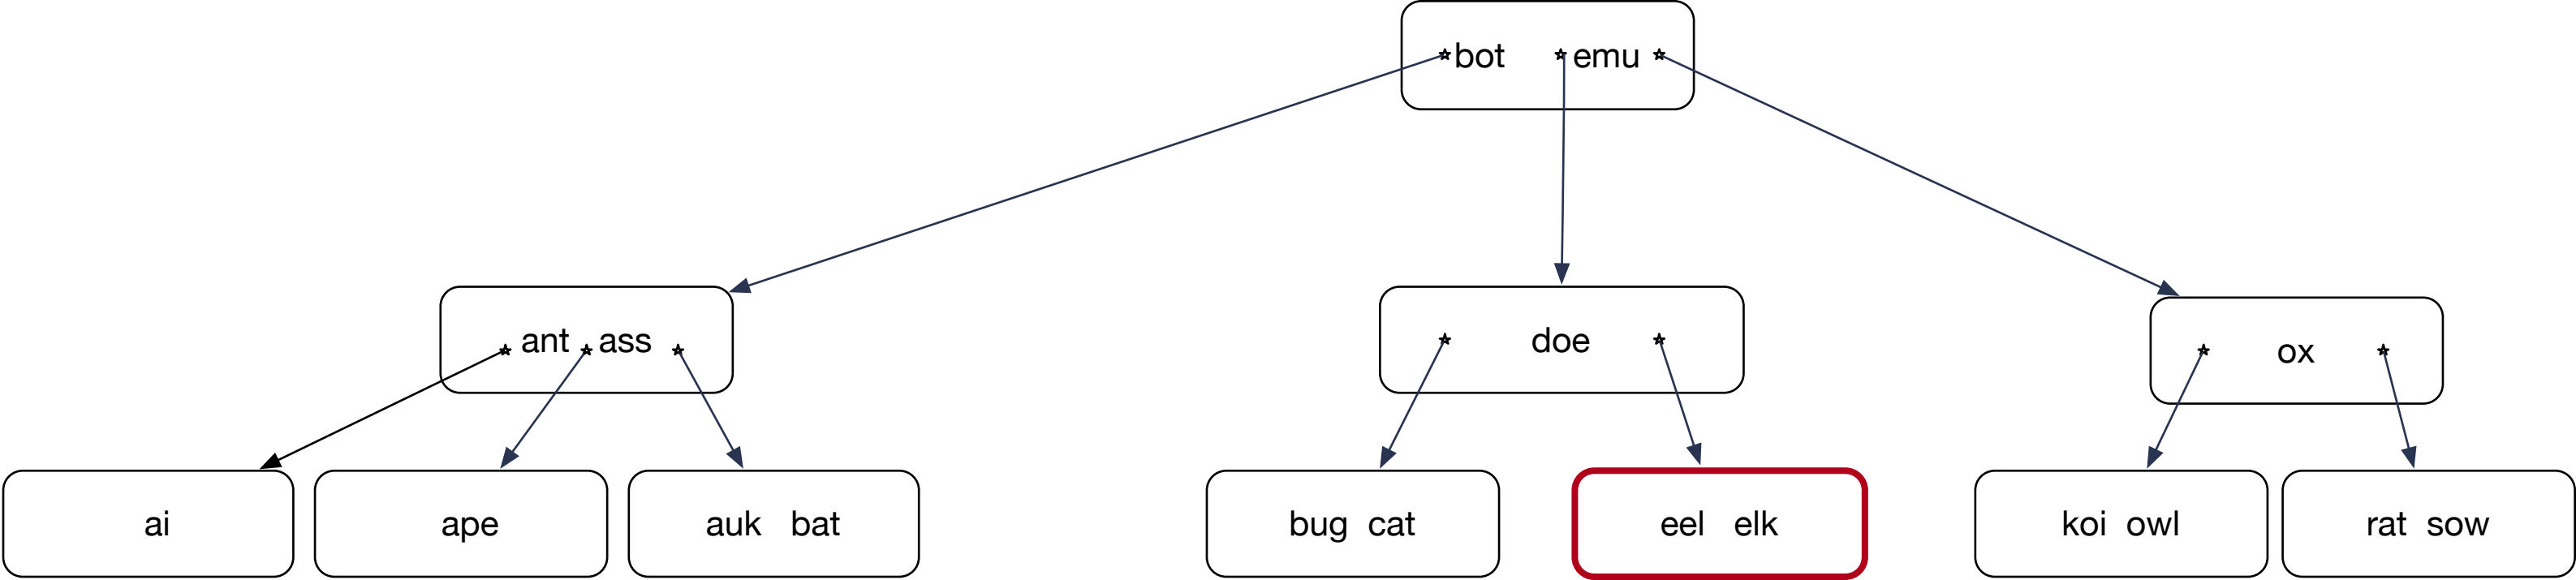 bot emu
ant ass
doe
ox
ai
ape
auk bat
bug cat
eel elk
koi owl
rat sow